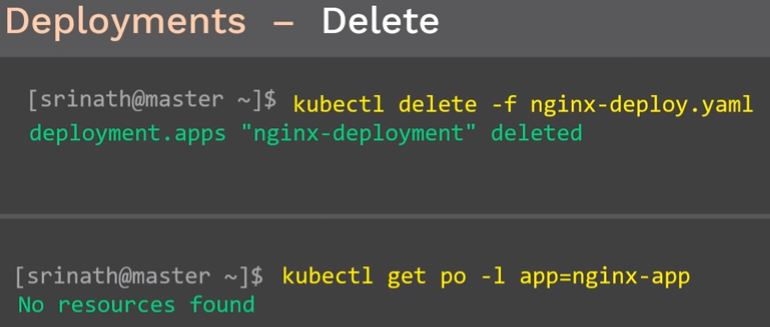 Deployments – Delete
[srinath@master ~]$ kubectl delete -f nginx-deploy.yaml
deployment.apps "nginx-deployment" deleted
[srinath@master ~]$ kubectl get po -l app=nginx-app
No resources found